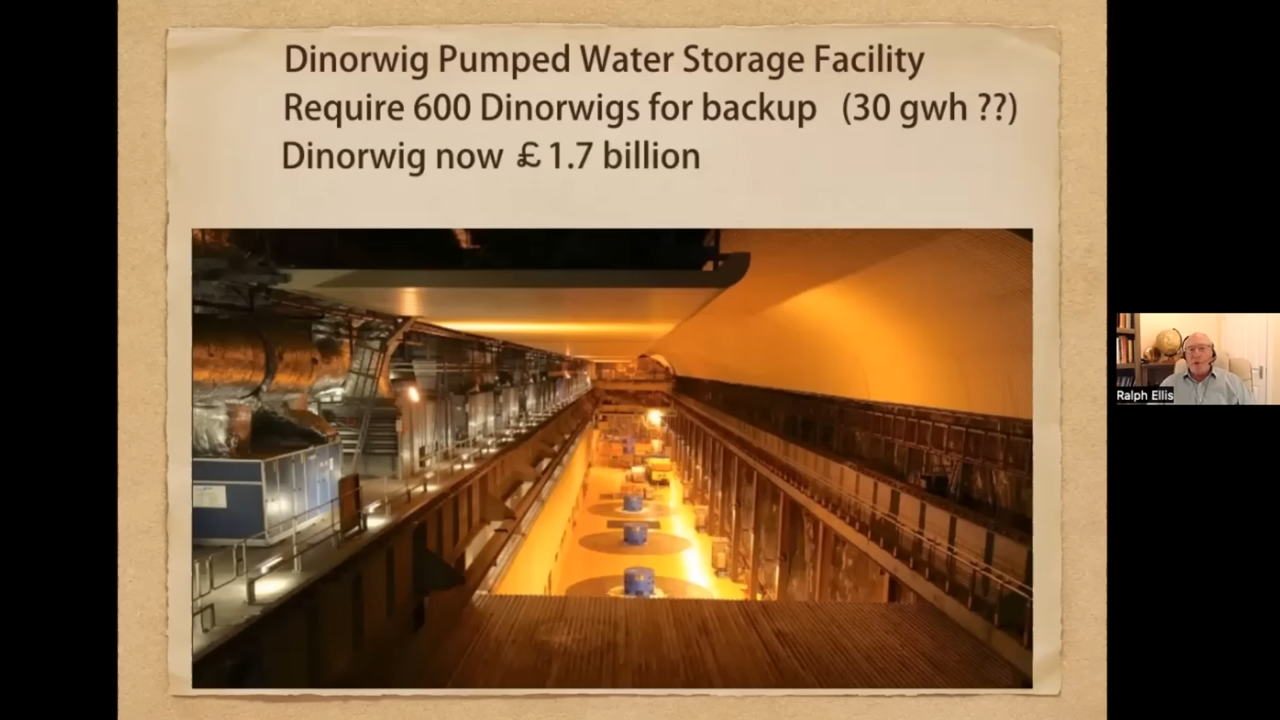 Dinorwig Pumped Water Storage Facility
Require 600 Dinorwigs for backup (30 gwh ??)
Dinorwig now £1.7 billion
Ralph Ellis